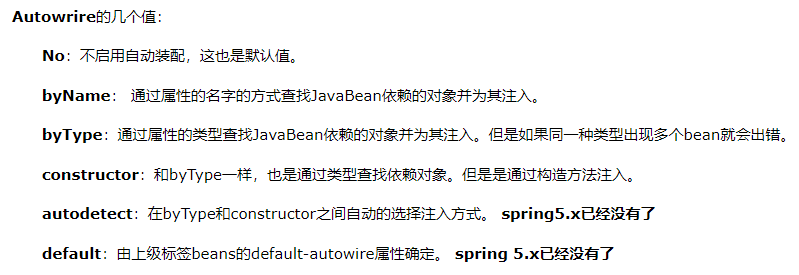 Autowrire的几个值：
No：不启用自动装配，这也是默认值。
byName： 通过属性的名字的方式查找JavaBean依赖的对象并为其注入。
byType：通过属性的类型查找JavaBean依赖的对象并为其注入。但是如果同一种类型出现多个bean就会出错。
constructor：和byType一样，也是通过类型查找依赖对象。但是是通过构造方法注入。
autodetect：在byType和constructor之间自动的选择注入方式。 spring5.x已经没有了
default：由上级标签beans的default-autowire属性确定。 spring 5.x已经没有了